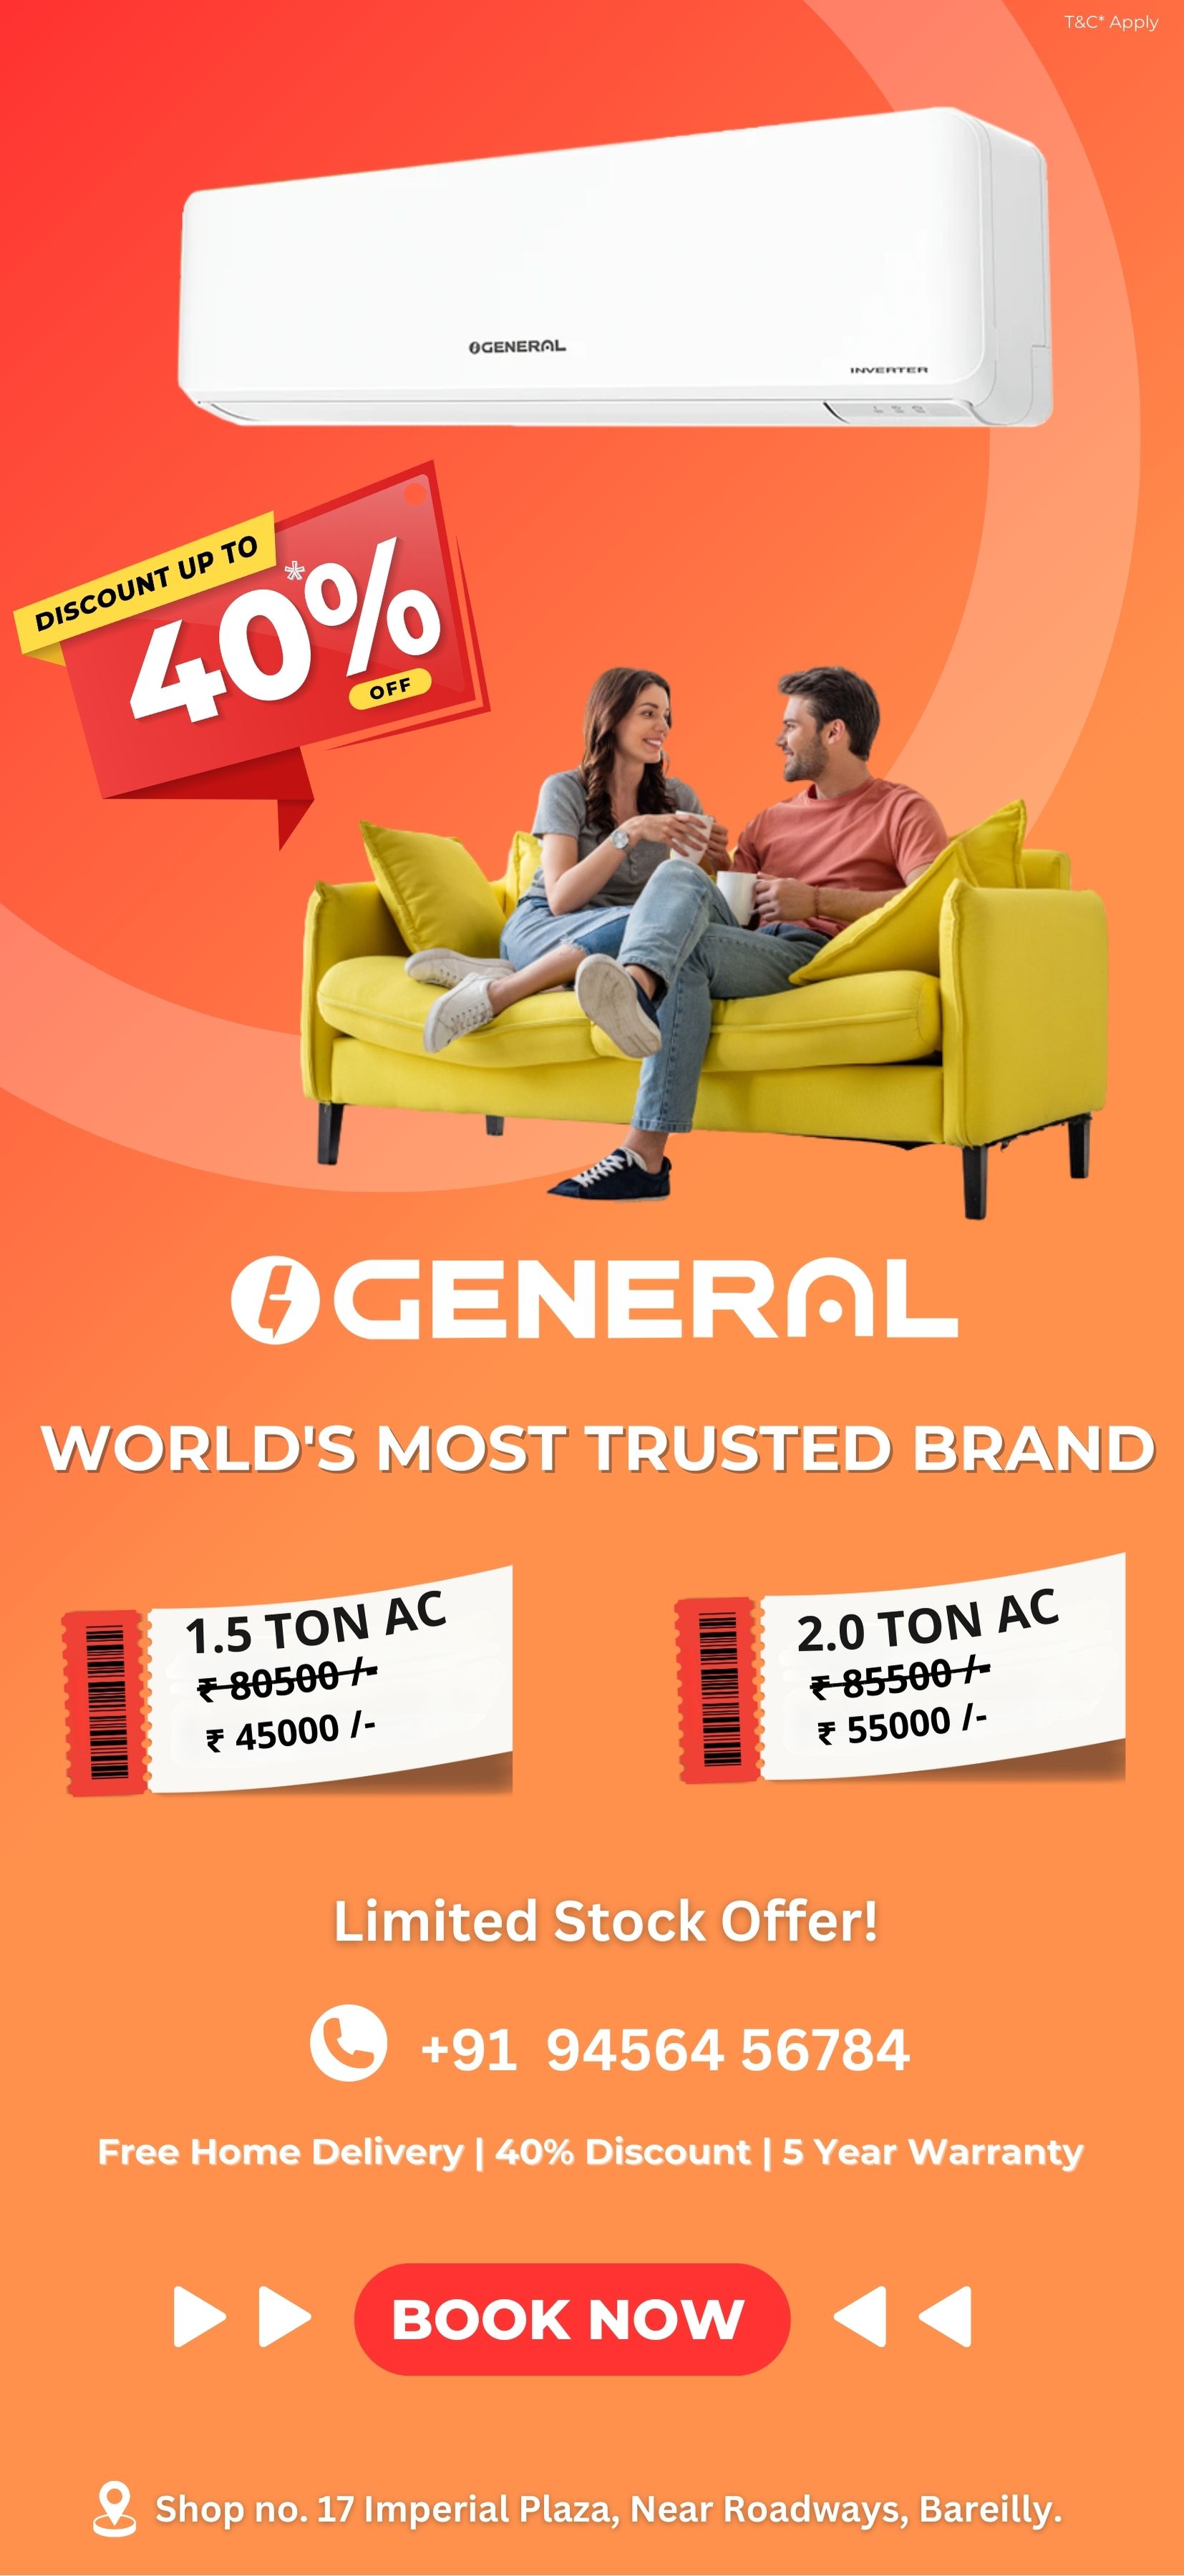 T&C* Apply
GENERAL
INVERTER
DISCOUNT UP TO
40%*
OFF
GENERAL
WORLD'S MOST TRUSTED BRAND
1.5 TON AC
₹ 80500 /-
₹ 45000 /-
2.0 TON AC
₹ 85500 /-
₹ 55000 /-
Limited Stock Offer!
+91 94564 56784
Free Home Delivery | 40% Discount | 5 Year Warranty
BOOK NOW
Shop no. 17 Imperial Plaza, Near Roadways, Bareilly.